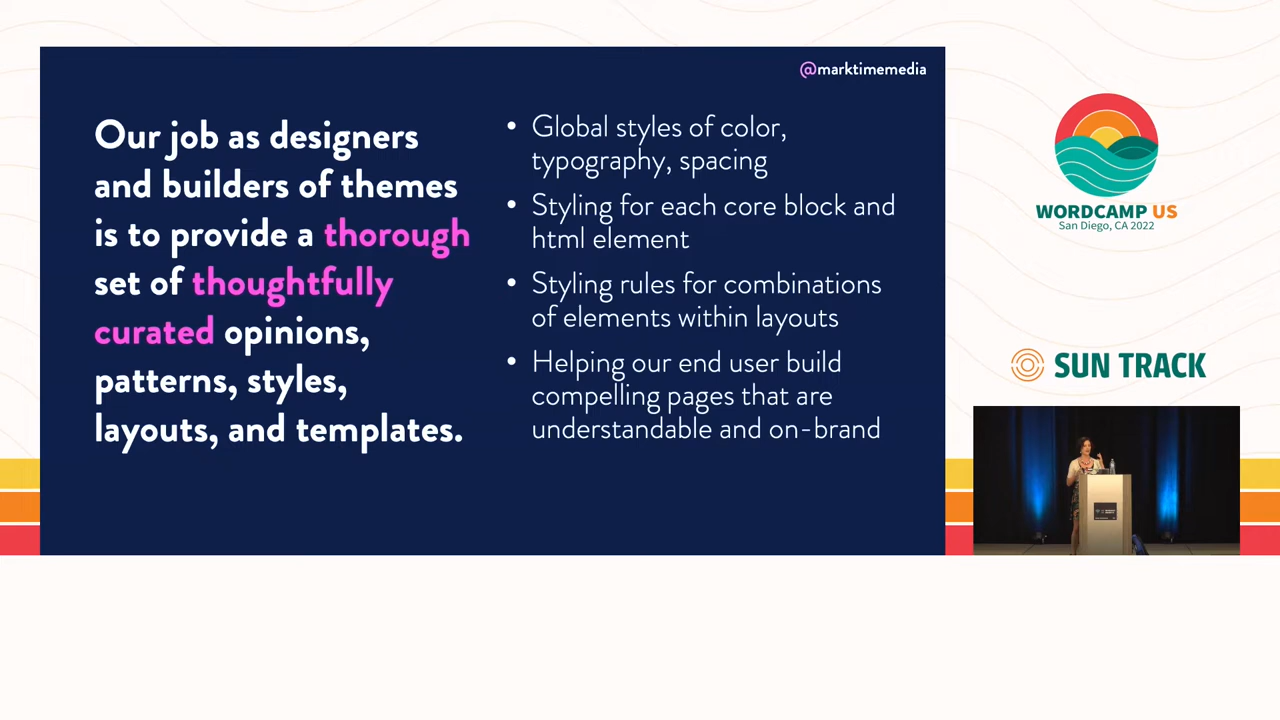 @marktimemedia
Our job as designers
and builders of themes
is to provide a thorough
set of thoughtfully
curated opinions,
patterns, styles,
layouts, and templates.
• Global styles of color,
typography, spacing
• Styling for each core block and
html element
• Styling rules for combinations
of elements within layouts
• Helping our end user build
compelling pages that are
understandable and on-brand
WORDCAMP US
San Diego, CA 2022
SUN TRACK